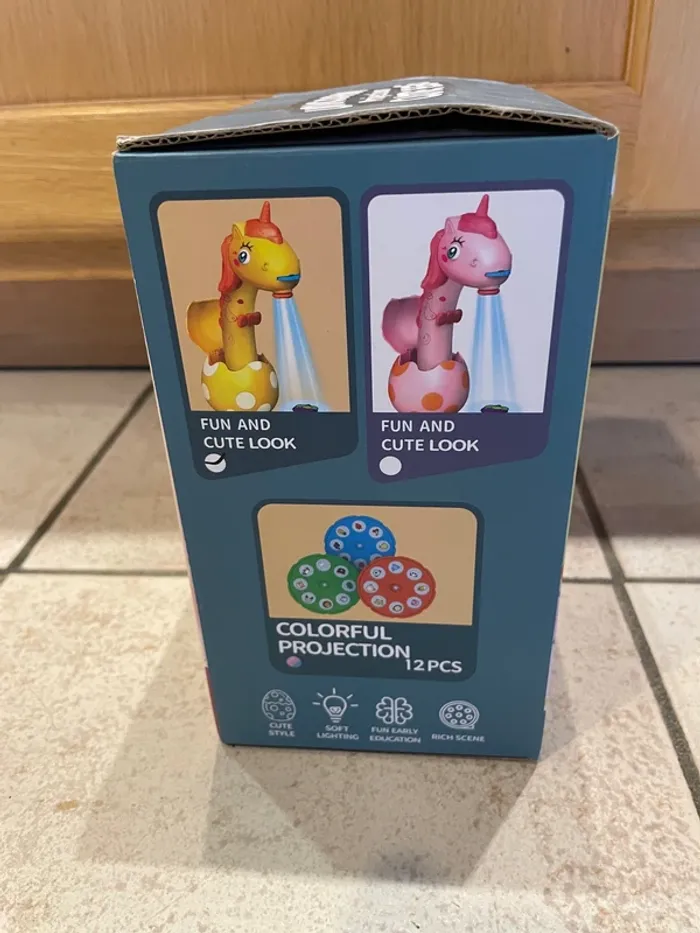 FUN AND
CUTE LOOK
FUN AND
CUTE LOOK
COLORFUL
PROJECTION
12 PCS
CUTE
STYLE
SOFT
LIGHTING
FUN EARLY
EDUCATION
RICH SCENE